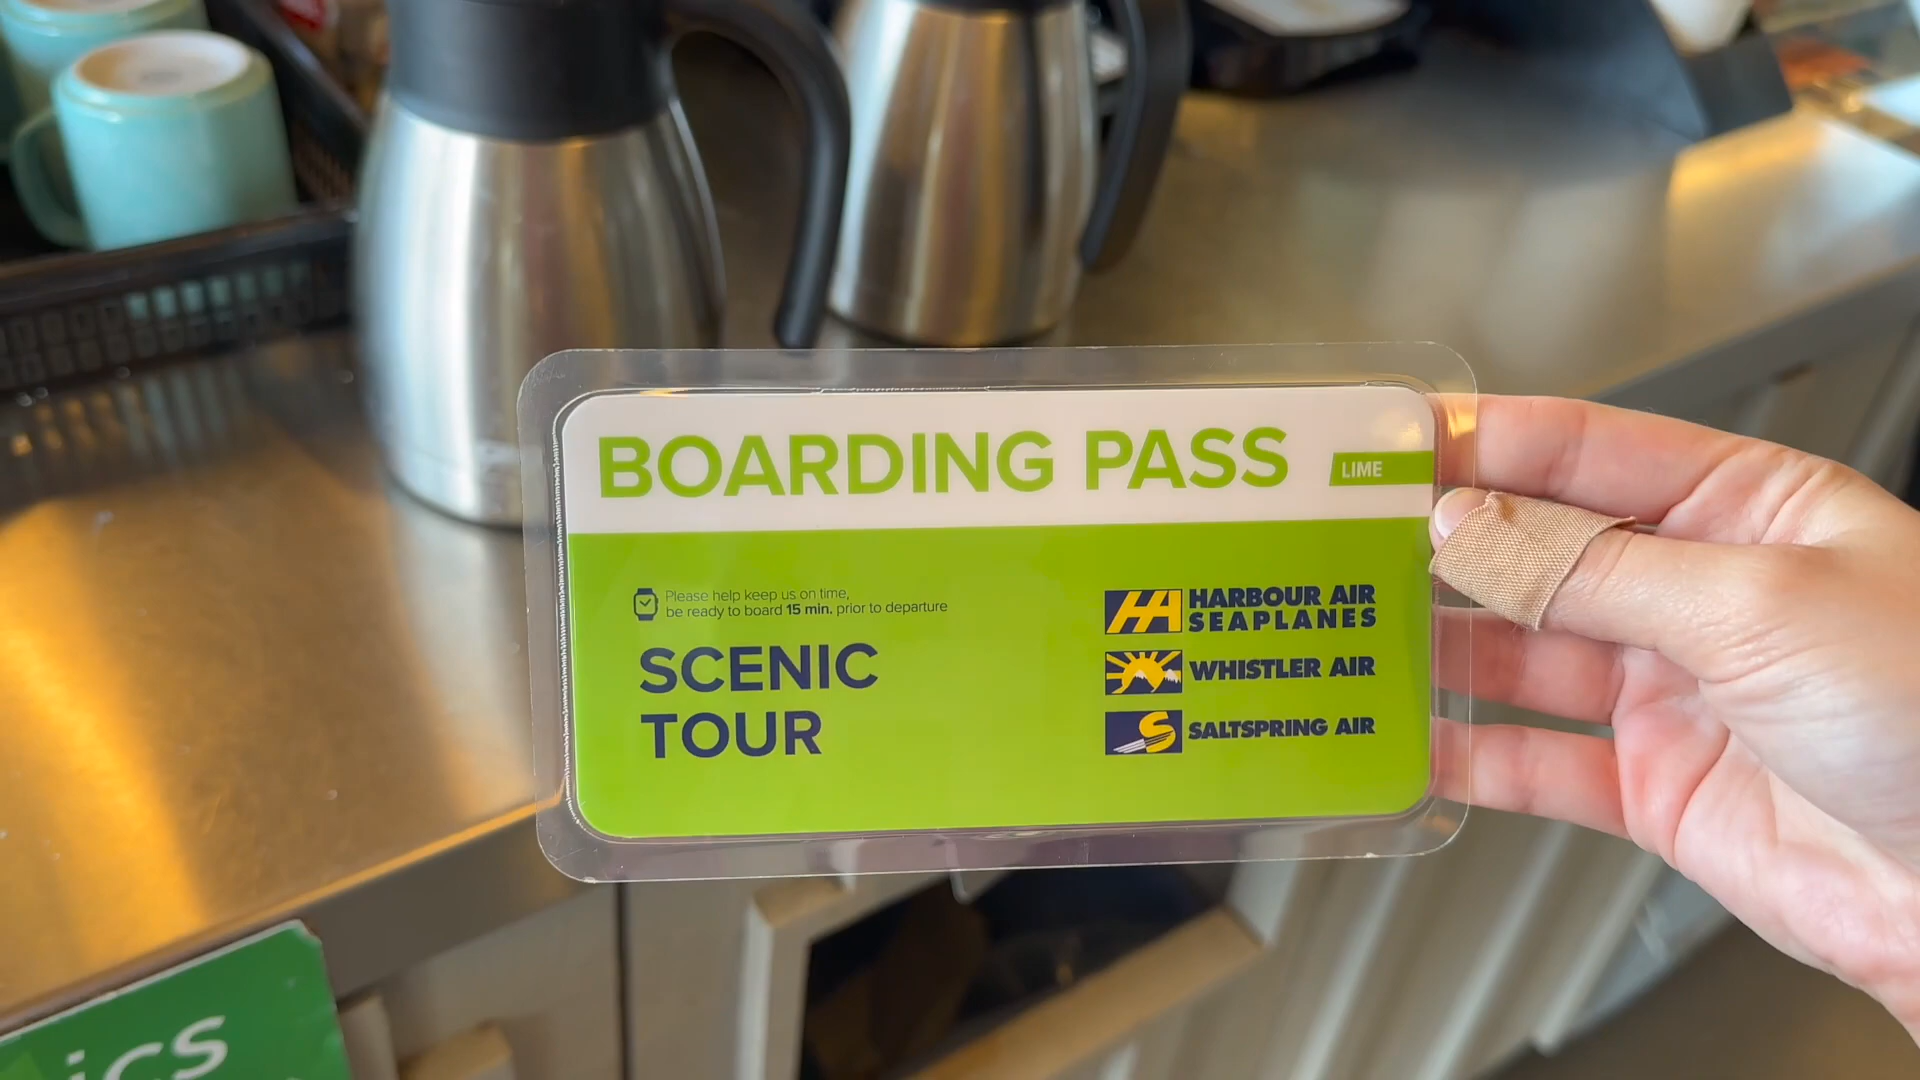 BOARDING PASS
LIME
Please help keep us on time,
be ready to board 15 min. prior to departure
SCENIC
TOUR
HARBOUR AIR
SEAPLANES
WHISTLER AIR
SALTSPRING AIR
ics